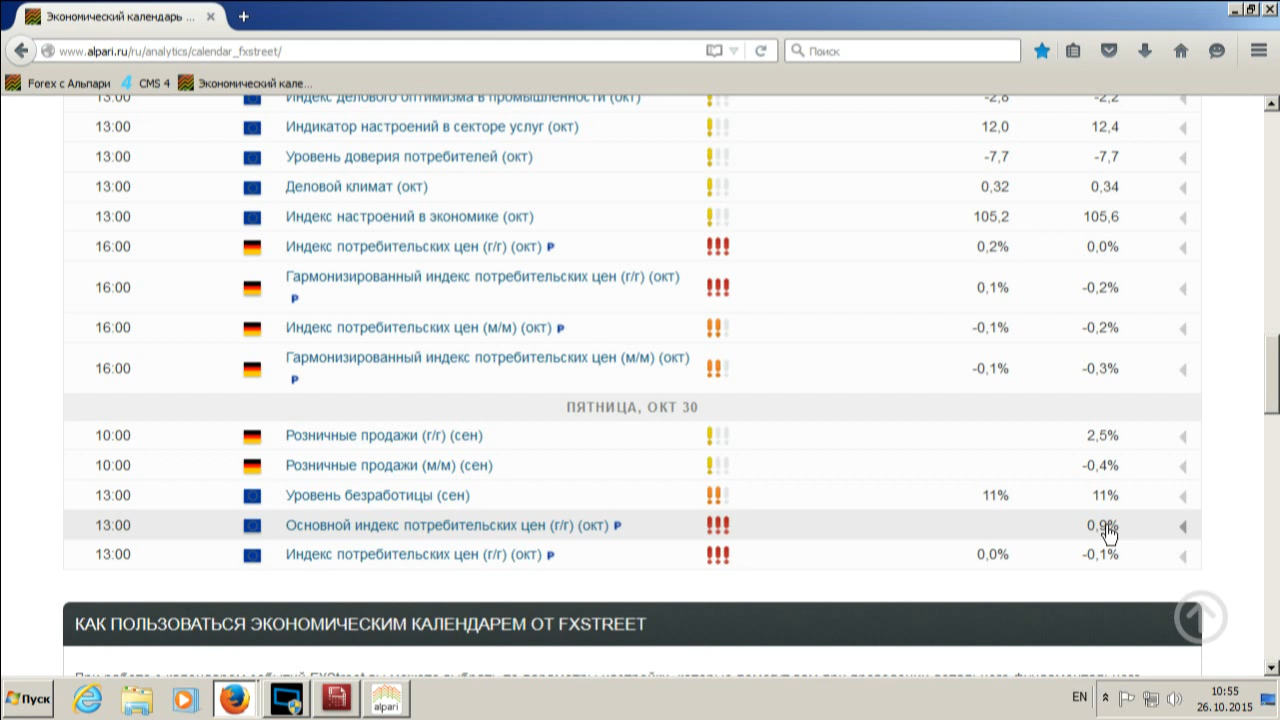 Экономический календарь ...
www.alpari.ru/ru/analytics/calendar_fxstreet/
Поиск
Forex с Альпари CMS 4 Экономический кале...
13:00 Индекс делового оптимизма в промышленности (окт) -2,8 -2,2
13:00 Индикатор настроений в секторе услуг (окт) 12,0 12,4
13:00 Уровень доверия потребителей (окт) -7,7 -7,7
13:00 Деловой климат (окт) 0,32 0,34
13:00 Индекс настроений в экономике (окт) 105,2 105,6
16:00 Индекс потребительских цен (г/г) (окт) P 0,2% 0,0%
16:00 Гармонизированный индекс потребительских цен (г/г) (окт) 0,1% -0,2%
P
16:00 Индекс потребительских цен (м/м) (окт) P -0,1% -0,2%
16:00 Гармонизированный индекс потребительских цен (м/м) (окт) -0,1% -0,3%
P
ПЯТНИЦА, ОКТ 30
10:00 Розничные продажи (г/г) (сен) 2,5%
10:00 Розничные продажи (м/м) (сен) -0,4%
13:00 Уровень безработицы (сен) 11% 11%
13:00 Основной индекс потребительских цен (г/г) (окт) P 0,9%
13:00 Индекс потребительских цен (г/г) (окт) P 0,0% -0,1%
КАК ПОЛЬЗОВАТЬСЯ ЭКОНОМИЧЕСКИМ КАЛЕНДАРЕМ ОТ FXSTREET
Пуск alpari EN 10:55
26.10.2015